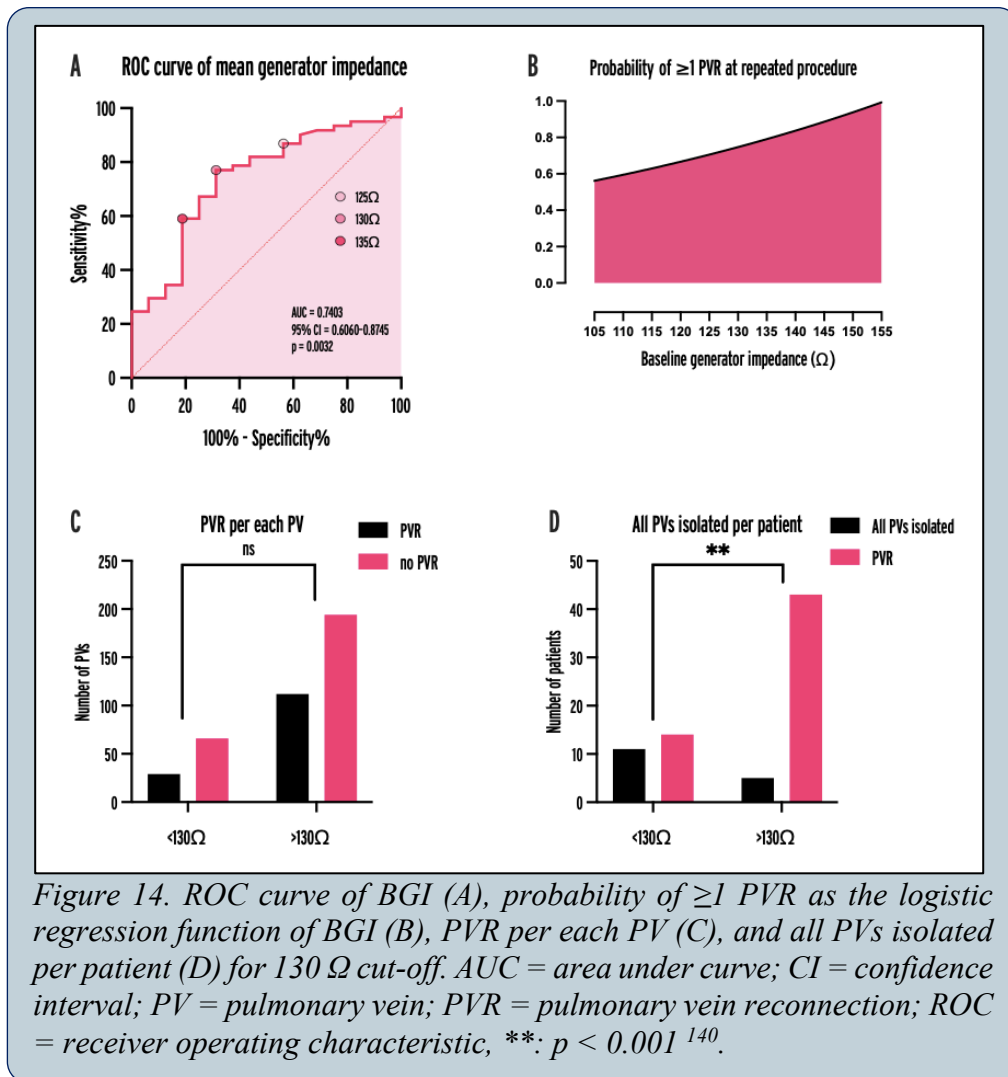 A
ROC curve of mean generator impedance
100
80
60
40
20
0
Sensitivity%
125Ω
130Ω
135Ω
AUC = 0.7403
95% CI = 0.6060-0.8745
p = 0.0032
0 20 40 60 80 100
100% - Specificity%
B
Probability of ≥1 PVR at repeated procedure
1.0
0.8
0.6
0.4
0.2
0.0
105 110 115 120 125 130 135 140 145 150 155
Baseline generator impedance (Ω)
C
PVR per each PV
PVR
no PVR
ns
250
200
150
100
50
0
Number of PVs
<130Ω >130Ω
D
All PVs isolated per patient
All PVs isolated
PVR
**
50
40
30
20
10
0
Number of patients
<130Ω >130Ω
Figure 14. ROC curve of BGI (A), probability of ≥1 PVR as the logistic
regression function of BGI (B), PVR per each PV (C), and all PVs isolated
per patient (D) for 130 Ω cut-off. AUC = area under curve; CI = confidence
interval; PV = pulmonary vein; PVR = pulmonary vein reconnection; ROC
= receiver operating characteristic, **: p < 0.001 140.